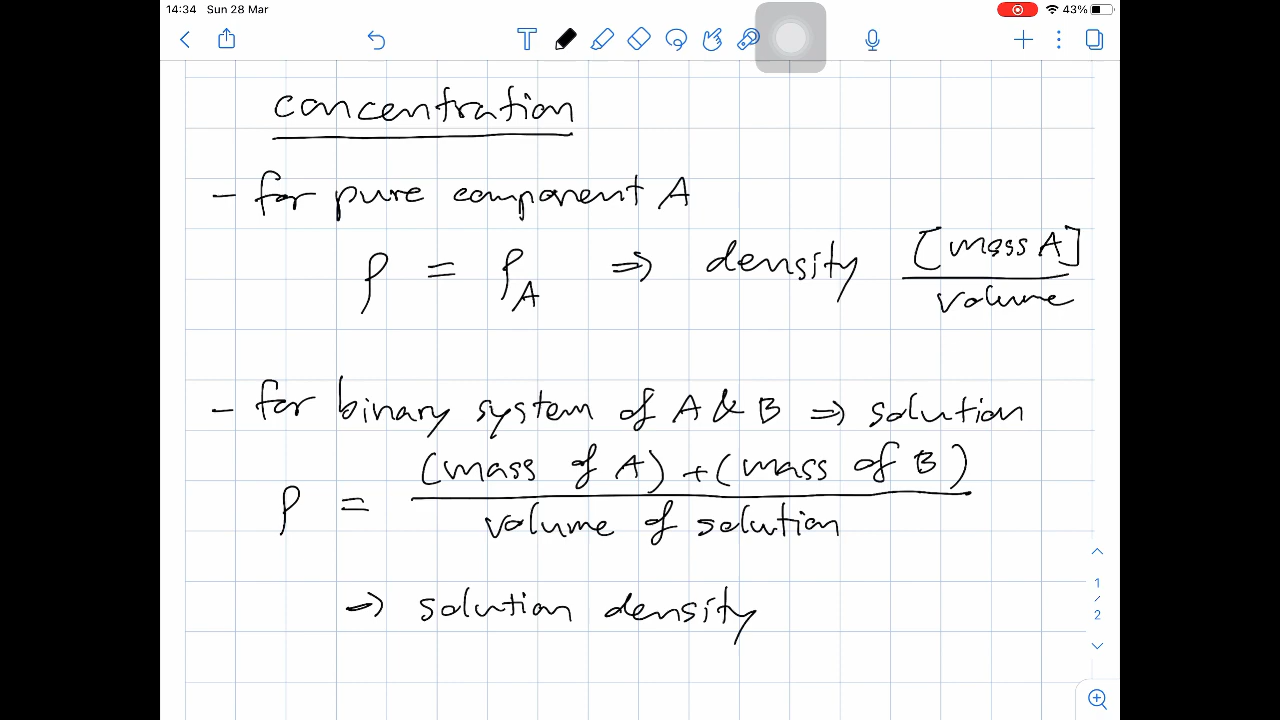 14:34 Sun 28 Mar 43%
T
concentration
- for pure component A
ρ = ρ_A ⇒ density [mass A] / volume
- for binary system of A & B ⇒ solution
ρ = (mass of A) + (mass of B) / volume of solution
⇒ solution density
1
/
2